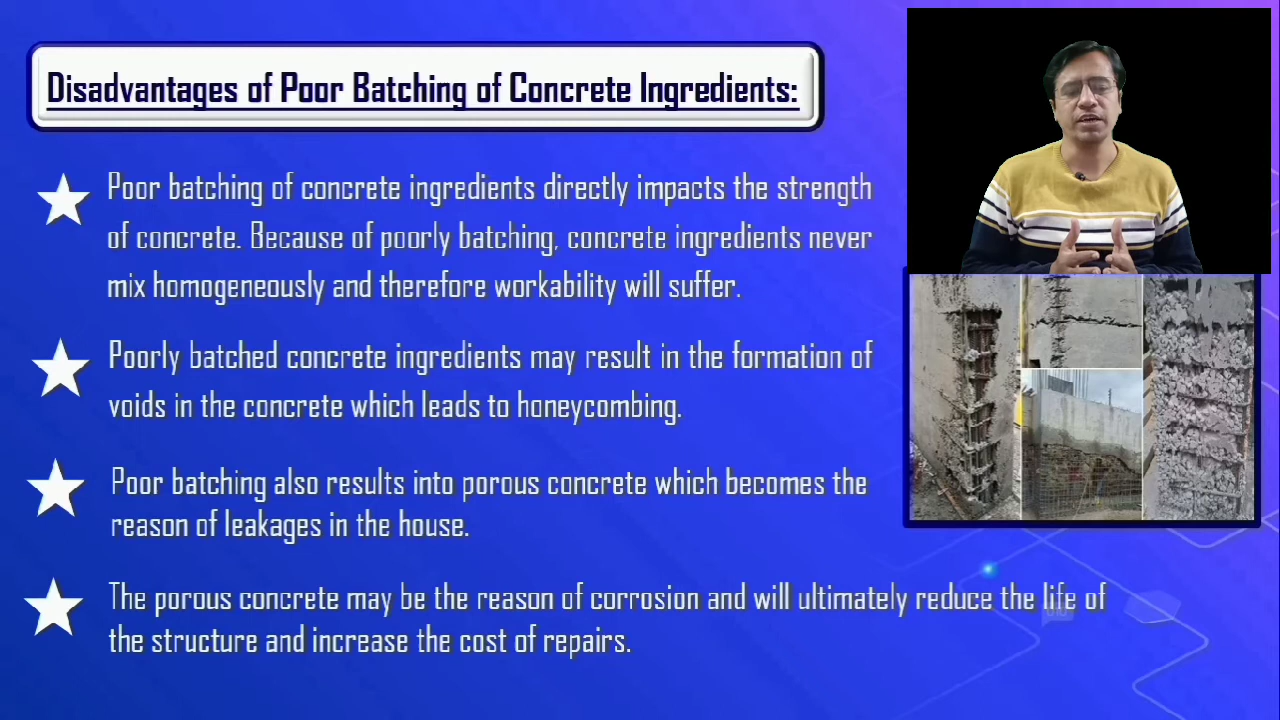 Disadvantages of Poor Batching of Concrete Ingredients:
Poor batching of concrete ingredients directly impacts the strength
of concrete. Because of poorly batching, concrete ingredients never
mix homogeneously and therefore workability will suffer.
Poorly batched concrete ingredients may result in the formation of
voids in the concrete which leads to honeycombing.
Poor batching also results into porous concrete which becomes the
reason of leakages in the house.
The porous concrete may be the reason of corrosion and will ultimately reduce the life of
the structure and increase the cost of repairs.